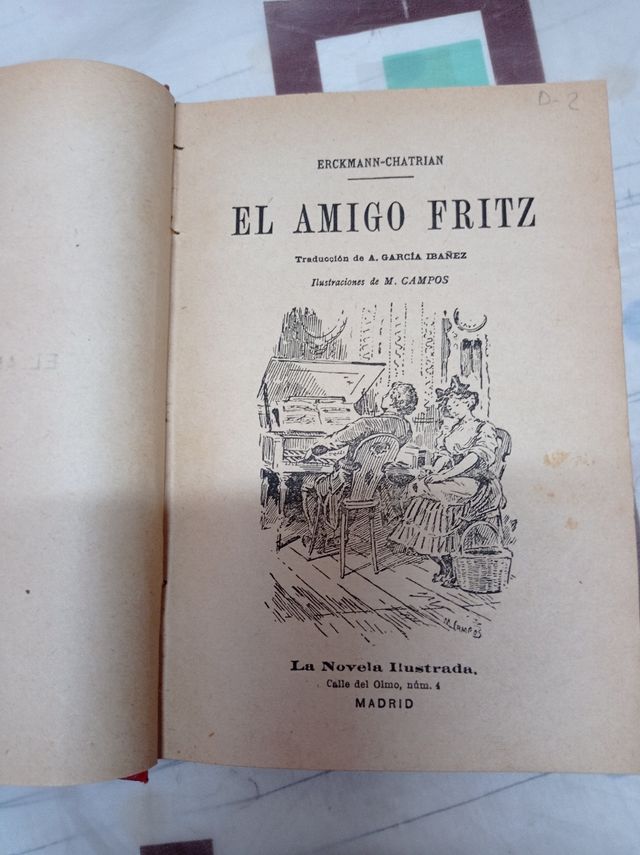 D-2
ERCKMANN-CHATRIAN
EL AMIGO FRITZ
Traducción de A. GARCÍA IBAÑEZ
Ilustraciones de M. CAMPOS
M. CAMPOS
La Novela Ilustrada.
Calle del Olmo, núm. 4
MADRID